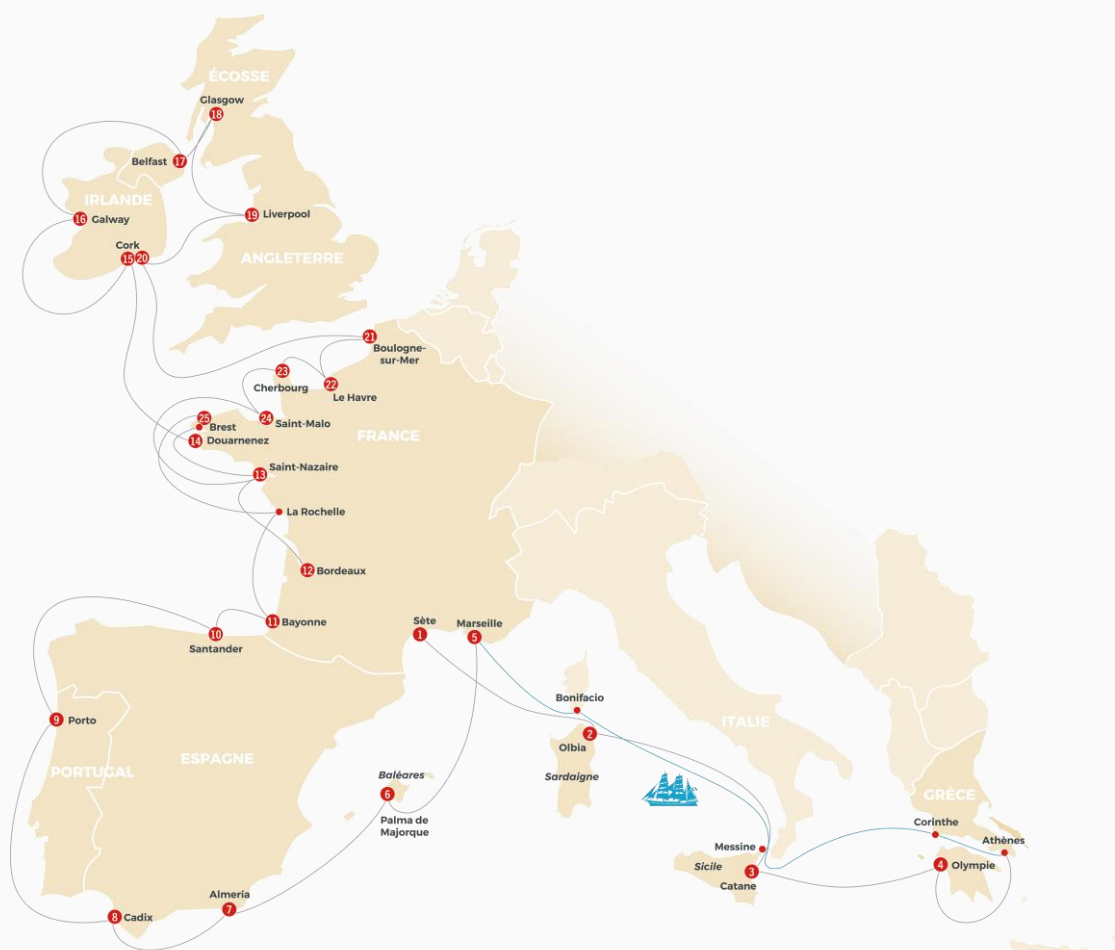 ÉCOSSE
Glasgow
18
Belfast
17
IRLANDE
16
Galway
19
Liverpool
Cork
15
20
ANGLETERRE
21
Boulogne-
sur-Mer
23
Cherbourg
22
Le Havre
25
Brest
24
Saint-Malo
14
Douarnenez
FRANCE
13
Saint-Nazaire
La Rochelle
12
Bordeaux
11
Bayonne
10
Santander
Sète
1
Marseille
5
9
Porto
PORTUGAL
ESPAGNE
Bonifacio
2
Olbia
Sardaigne
ITALIE
Baléares
6
Palma de
Majorque
GRÈCE
Corinthe
Athènes
Messine
Sicile
3
Catane
4
Olympie
Almería
7
8
Cadix